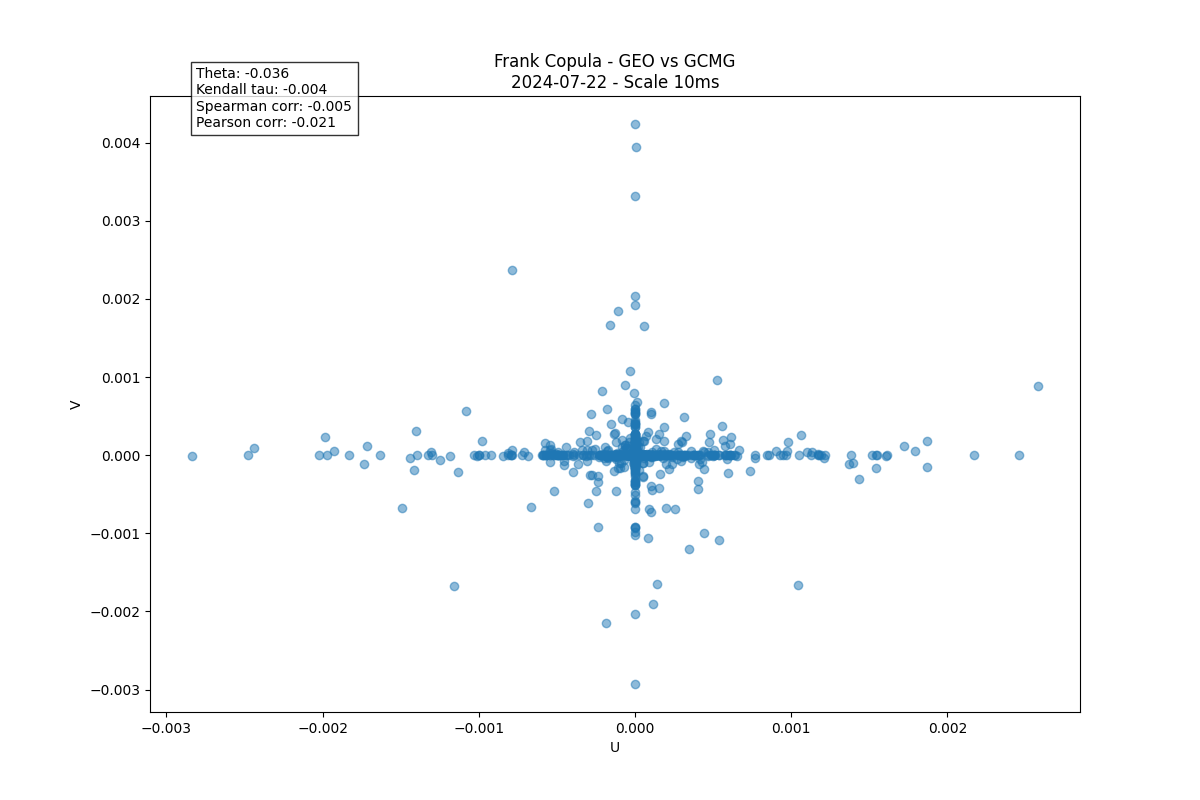 Frank Copula - GEO vs GCMG
2024-07-22 - Scale 10ms
Theta: -0.036
Kendall tau: -0.004
Spearman corr: -0.005
Pearson corr: -0.021
0.004
0.003
0.002
0.001
0.000
−0.001
−0.002
−0.003
V
−0.003
−0.002
−0.001
0.000
0.001
0.002
U